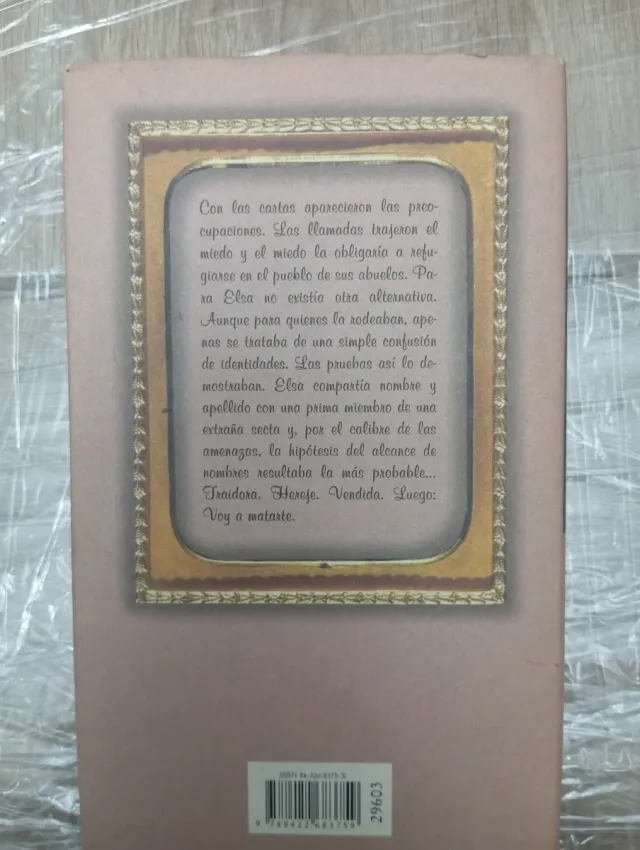 Con las cartas aparecieron las preo-
cupaciones. Las llamadas trajeron el
miedo y el miedo la obligaría a refu-
giarse en el pueblo de sus abuelos. Pa-
ra Elsa no existía otra alternativa.
Aunque para quienes la rodeaban, ape-
nas se trataba de una simple confusión
de identidades. Las pruebas así lo de-
mostraban. Elsa compartía nombre y
apellido con una prima miembro de una
extraña secta y, por el calibre de las
amenazas, la hipótesis del alcance de
nombres resultaba la más probable...
Traidora. Hereje. Vendida. Luego:
Voy a matarte.
29603
9 788422 683759